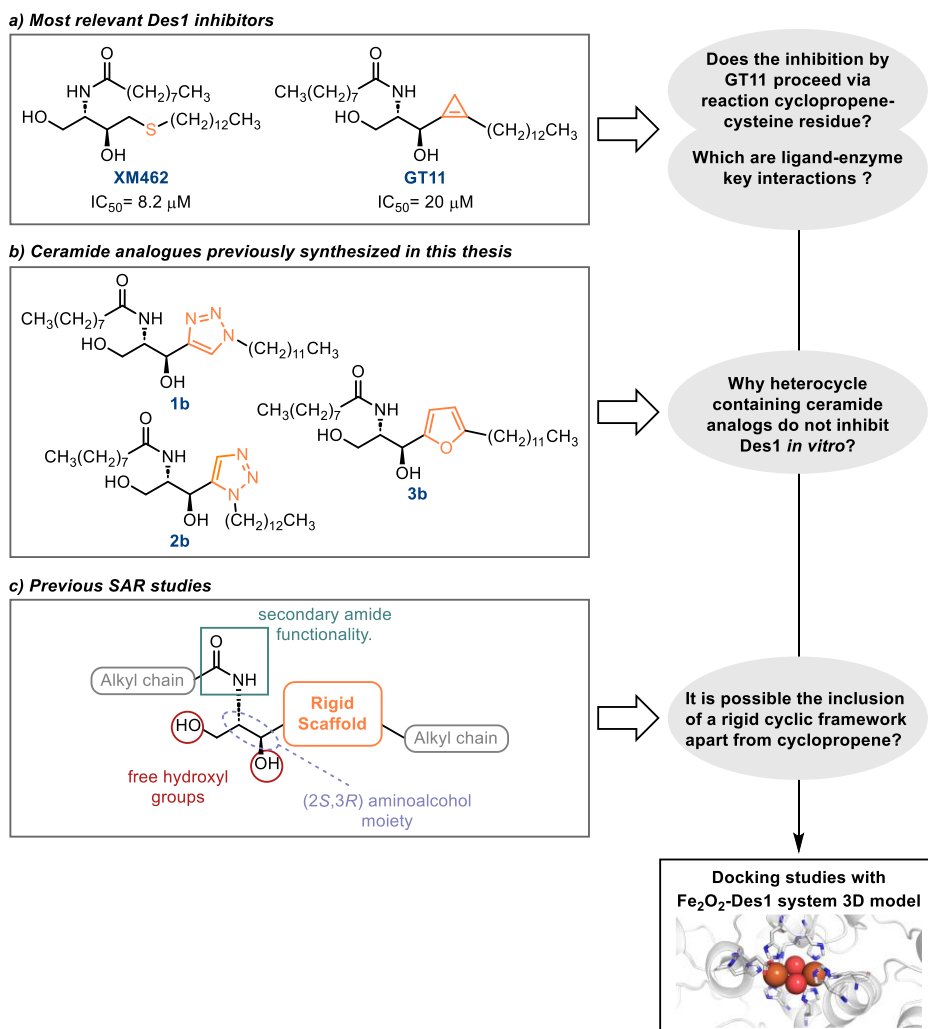 a) Most relevant Des1 inhibitors
O
HN
(CH2)7CH3
HO
S
(CH2)12CH3
OH
XM462
IC50= 8.2 μM
O
CH3(CH2)7
HN
HO
(CH2)12CH3
OH
GT11
IC50= 20 μM
Does the inhibition by
GT11 proceed via
reaction cyclopropene-
cysteine residue?
Which are ligand-enzyme
key interactions ?
b) Ceramide analogues previously synthesized in this thesis
O
CH3(CH2)7
NH
N
N
N
HO
(CH2)11CH3
OH
1b
O
CH3(CH2)7
NH
HO
O
(CH2)11CH3
OH
3b
O
CH3(CH2)7
NH
N
N
N
HO
OH
(CH2)12CH3
2b
Why heterocycle
containing ceramide
analogs do not inhibit
Des1 in vitro?
c) Previous SAR studies
secondary amide
functionality.
O
Alkyl chain
NH
Rigid
Scaffold
HO
Alkyl chain
OH
free hydroxyl
groups
(2S,3R) aminoalcohol
moiety
It is possible the inclusion
of a rigid cyclic framework
apart from cyclopropene?
Docking studies with
Fe2O2-Des1 system 3D model